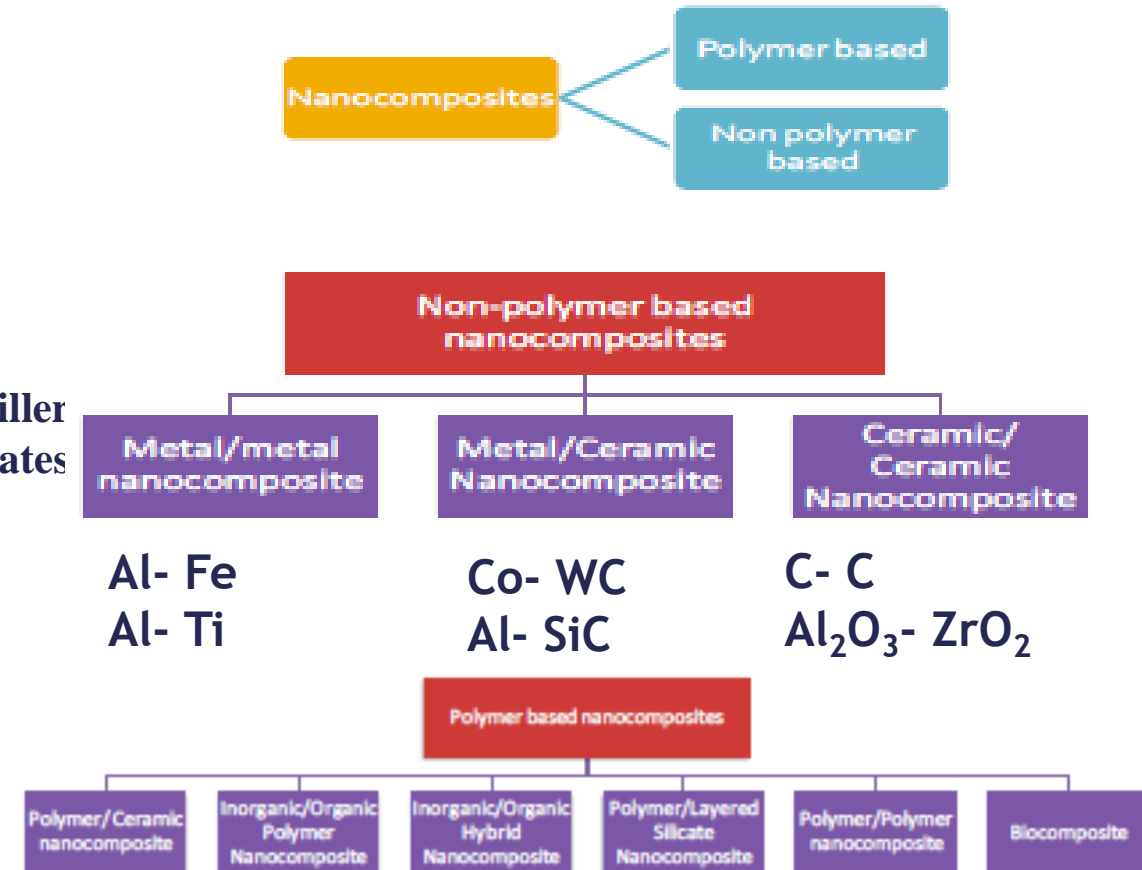 Polymer based
Nanocomposites
Non polymer
based
Non-polymer based
nanocomposites
iller
ates
Metal/metal
nanocomposite
Metal/Ceramic
Nanocomposite
Ceramic/
Ceramic
Nanocomposite
Al- Fe
Al- Ti
Co- WC
Al- SiC
C- C
Al₂O₃- ZrO₂
Polymer based nanocomposites
Polymer/Ceramic
nanocomposite
Inorganic/Organic
Polymer
Nanocomposite
Inorganic/Organic
Hybrid
Nanocomposite
Polymer/Layered
Silicate
Nanocomposite
Polymer/Polymer
nanocomposite
Biocomposite